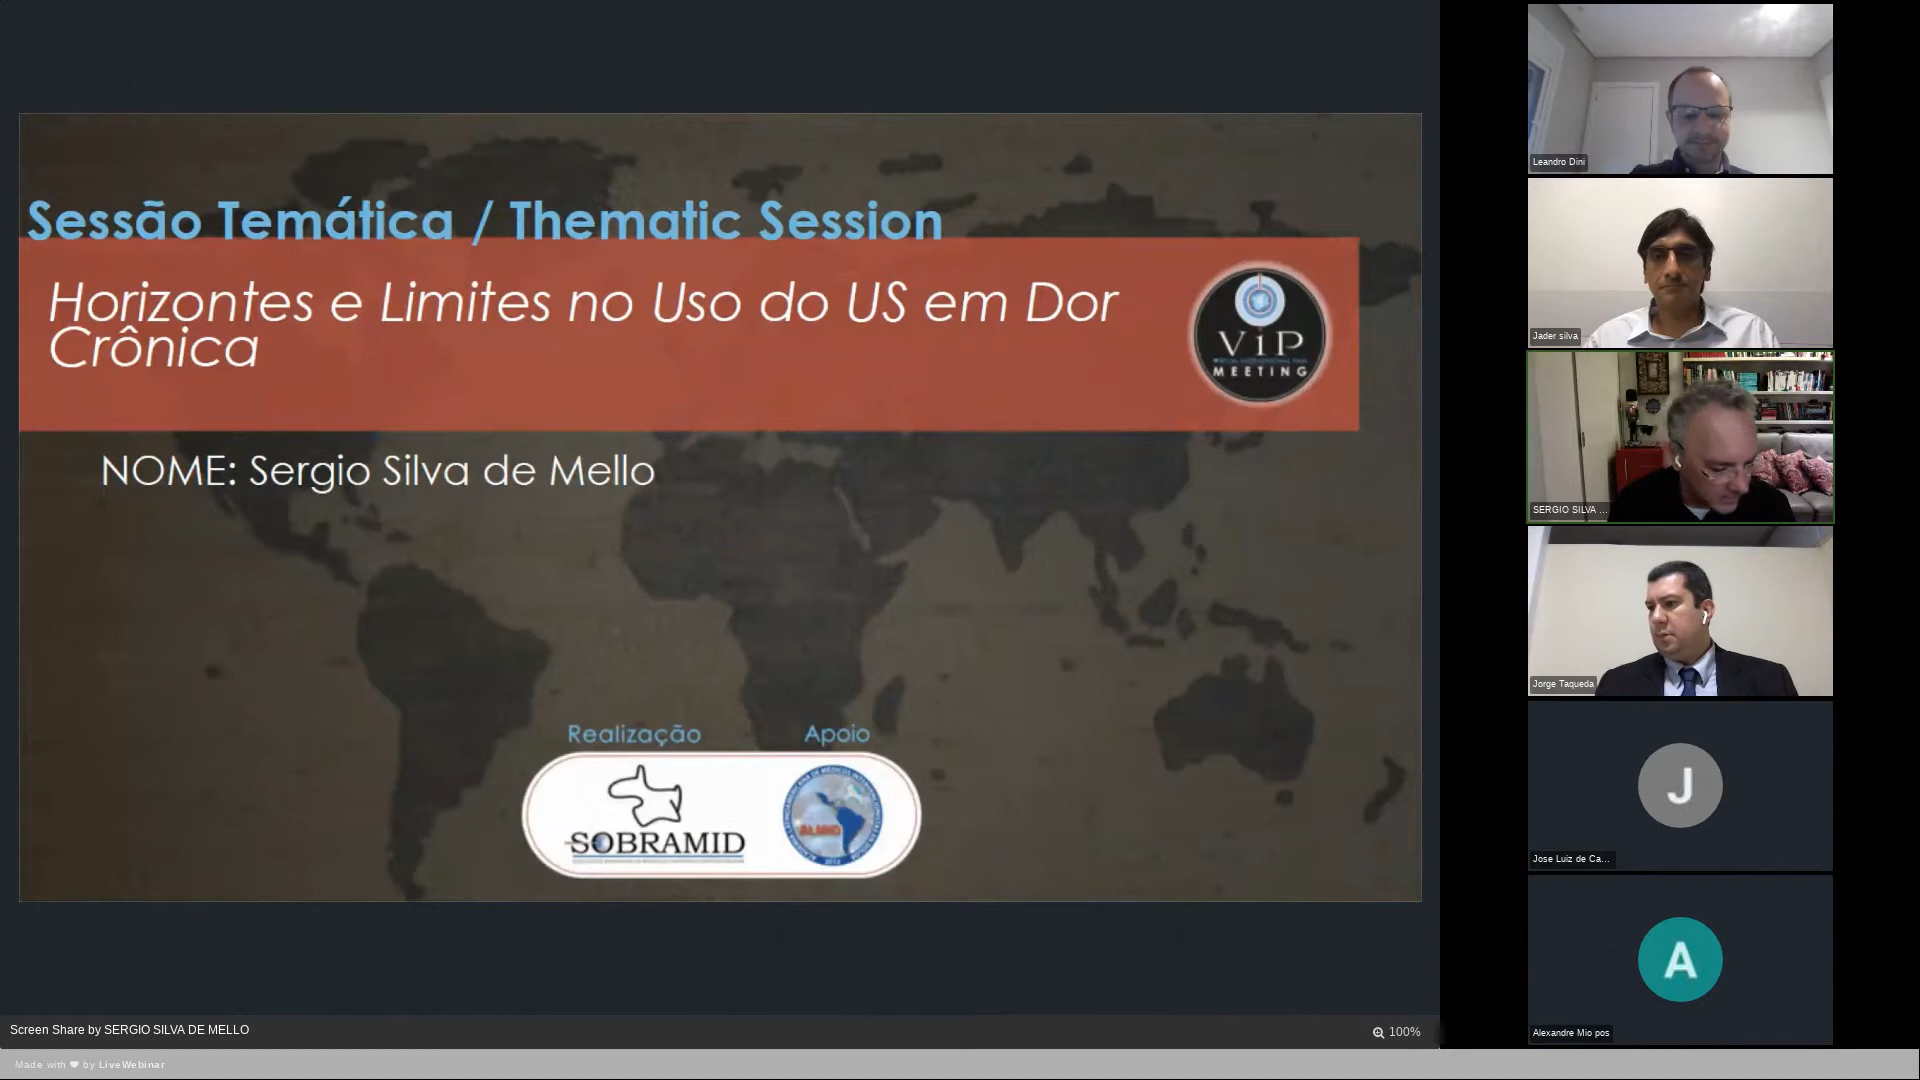 Sessão Temática / Thematic Session
Horizontes e Limites no Uso do US em Dor
Crônica
ViP
MEETING
NOME: Sergio Silva de Mello
Realização
Apoio
SOBRAMID
ALMID
Screen Share by SERGIO SILVA DE MELLO
100%
Made with ❤ by LiveWebinar
Leandro Dini
Jader silva
SERGIO SILVA ...
Jorge Taqueda
J
Jose Luiz de Ca...
A
Alexandre Mio pos